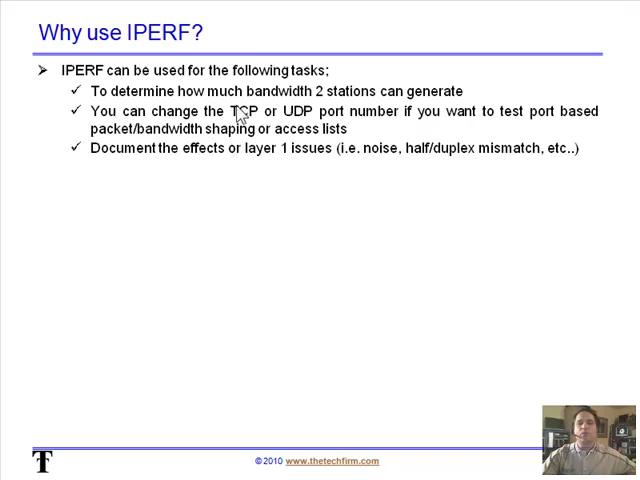 Why use IPERF?
IPERF can be used for the following tasks;
To determine how much bandwidth 2 stations can generate
You can change the TCP or UDP port number if you want to test port based
packet/bandwidth shaping or access lists
Document the effects or layer 1 issues (i.e. noise, half/duplex mismatch, etc..)
T
© 2010 www.thetechfirm.com